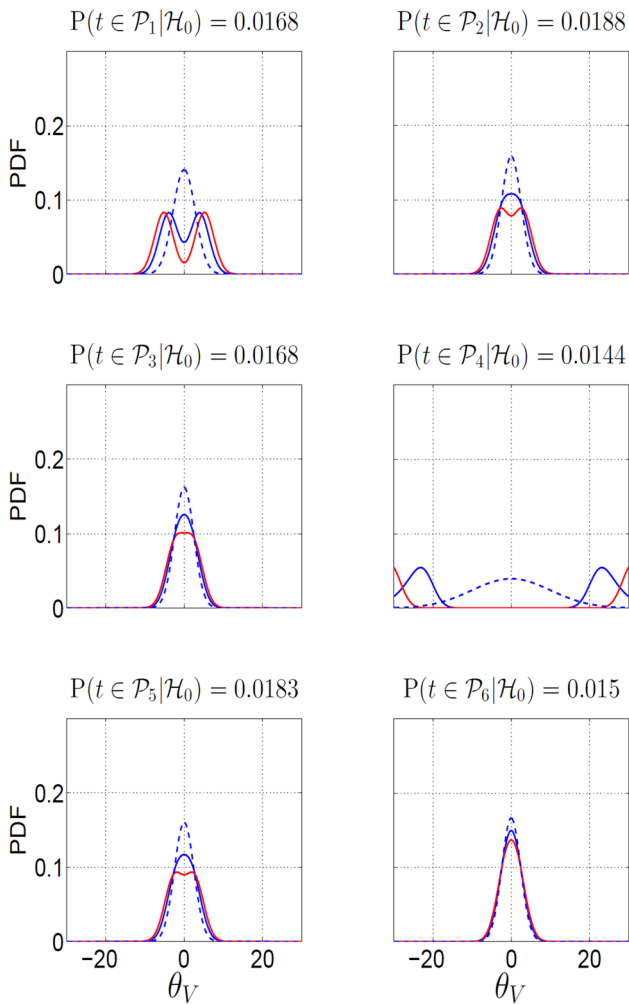 P(t ∈ 𝒫₁|ℋ₀) = 0.0168 P(t ∈ 𝒫₂|ℋ₀) = 0.0188
0.2
0.1
0
PDF
P(t ∈ 𝒫₃|ℋ₀) = 0.0168 P(t ∈ 𝒫₄|ℋ₀) = 0.0144
0.2
0.1
0
PDF
P(t ∈ 𝒫₅|ℋ₀) = 0.0183 P(t ∈ 𝒫₆|ℋ₀) = 0.015
0.2
0.1
0
PDF
−20 0 20 −20 0 20
θ_V θ_V